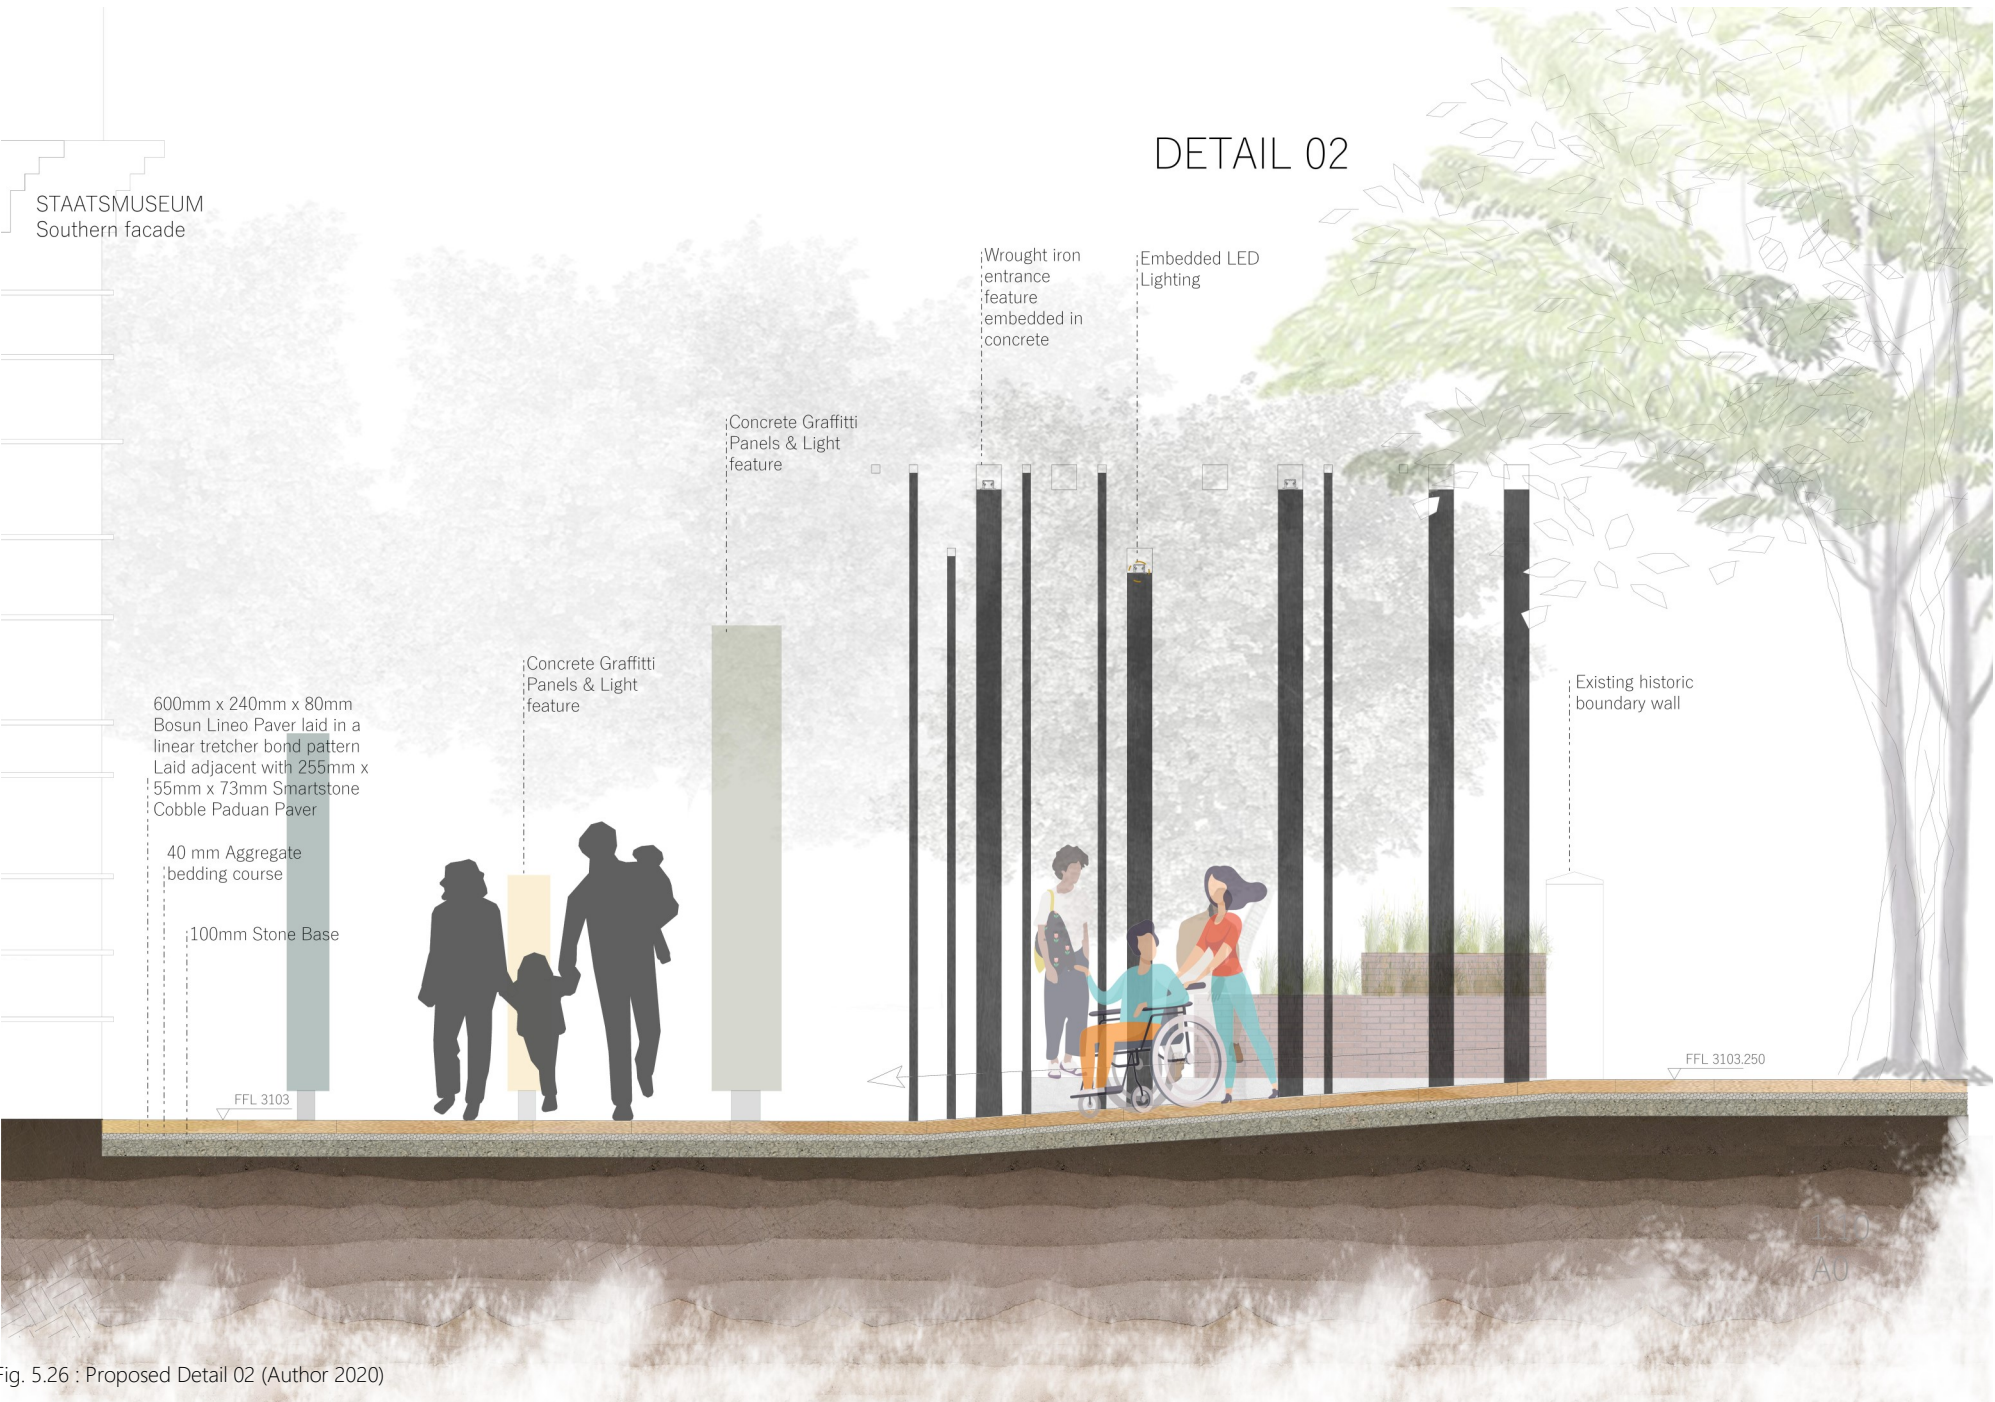 DETAIL 02
STAATSMUSEUM
Southern facade
Wrought iron
entrance
feature
embedded in
concrete
Embedded LED
Lighting
Concrete Graffitti
Panels & Light
feature
Concrete Graffitti
Panels & Light
feature
Existing historic
boundary wall
600mm x 240mm x 80mm
Bosun Lineo Paver laid in a
linear tretcher bond pattern
Laid adjacent with 255mm x
55mm x 73mm Smartstone
Cobble Paduan Paver
40 mm Aggregate
bedding course
100mm Stone Base
FFL 3103
FFL 3103.250
Au
Fig. 5.26 : Proposed Detail 02 (Author 2020)